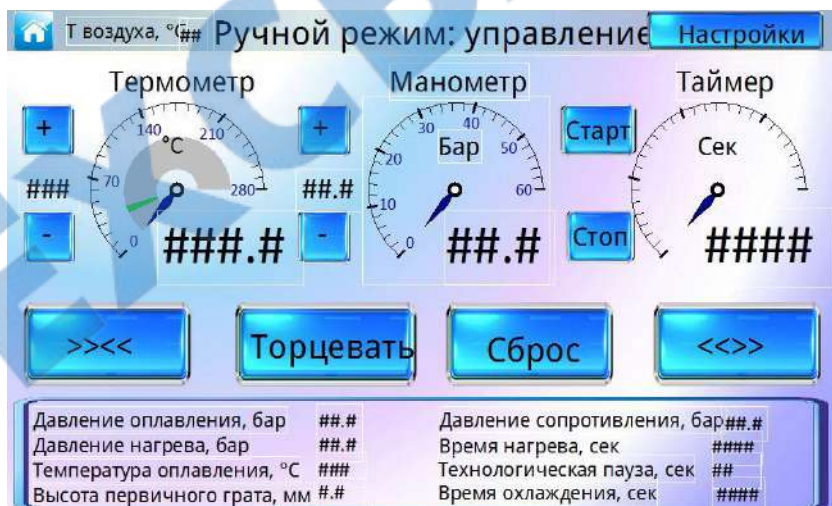 Т воздуха, °C ## Ручной режим: управление Настройки
Термометр Манометр Таймер
+ 140 210 °C + 30 40 50 Бар Старт Сек
### 70 280 ##.# 20 10 60
- 0 ###.# - 0 ##.# Стоп ####
>><< Торцевать Сброс <<>>
Давление оплавления, бар ##.# Давление сопротивления, бар ##.#
Давление нагрева, бар ##.# Время нагрева, сек ####
Температура оплавления, °C ### Технологическая пауза, сек ##
Высота первичного грата, мм #.# Время охлаждения, сек ####